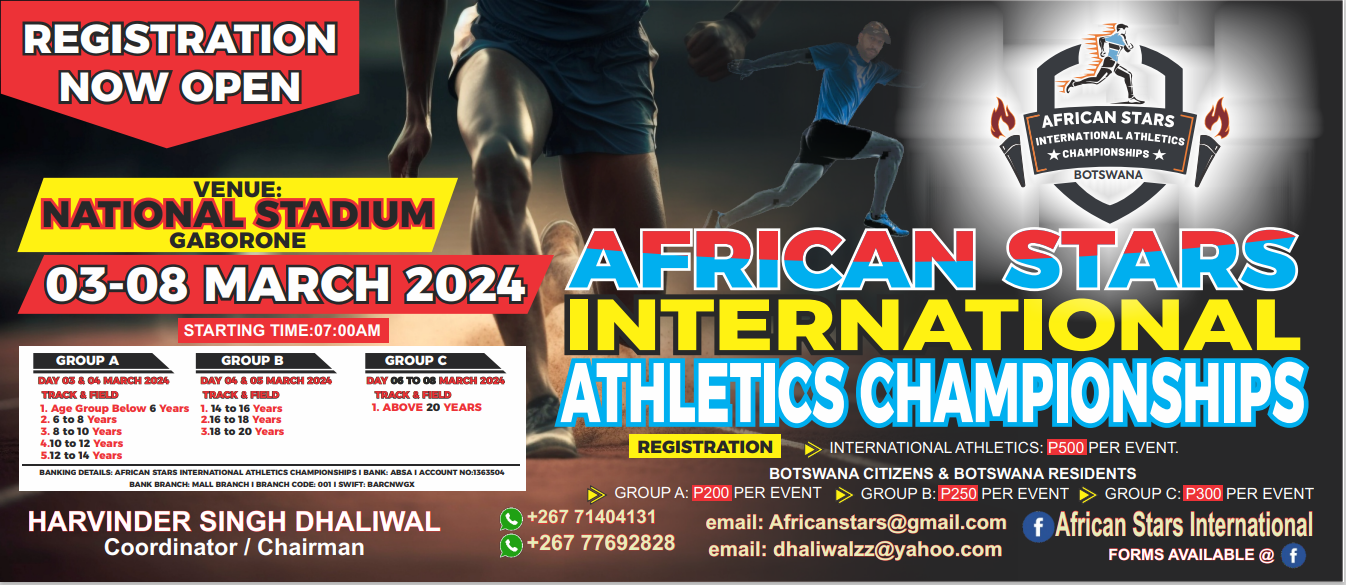 REGISTRATION
NOW OPEN
VENUE:
NATIONAL STADIUM
GABORONE
03-08 MARCH 2024
STARTING TIME:07:00AM
GROUP A
DAY 03 & 04 MARCH 2024
TRACK & FIELD
1. Age Group Below 6 Years
2. 6 to 8 Years
3. 8 to 10 Years
4.10 to 12 Years
5.12 to 14 Years
GROUP B
DAY 04 & 05 MARCH 2024
TRACK & FIELD
1. 14 to 16 Years
2.16 to 18 Years
3.18 to 20 Years
GROUP C
DAY 06 TO 08 MARCH 2024
TRACK & FIELD
1. ABOVE 20 YEARS
BANKING DETAILS: AFRICAN STARS INTERNATIONAL ATHLETICS CHAMPIONSHIPS I BANK: ABSA I ACCOUNT NO:1363504
BANK BRANCH: MALL BRANCH I BRANCH CODE: 001 I SWIFT: BARCNWGX
HARVINDER SINGH DHALIWAL
Coordinator / Chairman
AFRICAN STARS
INTERNATIONAL ATHLETICS
CHAMPIONSHIPS
BOTSWANA
AFRICAN STARS
INTERNATIONAL
ATHLETICS CHAMPIONSHIPS
REGISTRATION
INTERNATIONAL ATHLETICS: P500 PER EVENT.
BOTSWANA CITIZENS & BOTSWANA RESIDENTS
GROUP A: P200 PER EVENT GROUP B: P250 PER EVENT GROUP C: P300 PER EVENT
+267 71404131
+267 77692828
email: Africanstars@gmail.com
email: dhaliwalzz@yahoo.com
African Stars International
FORMS AVAILABLE @